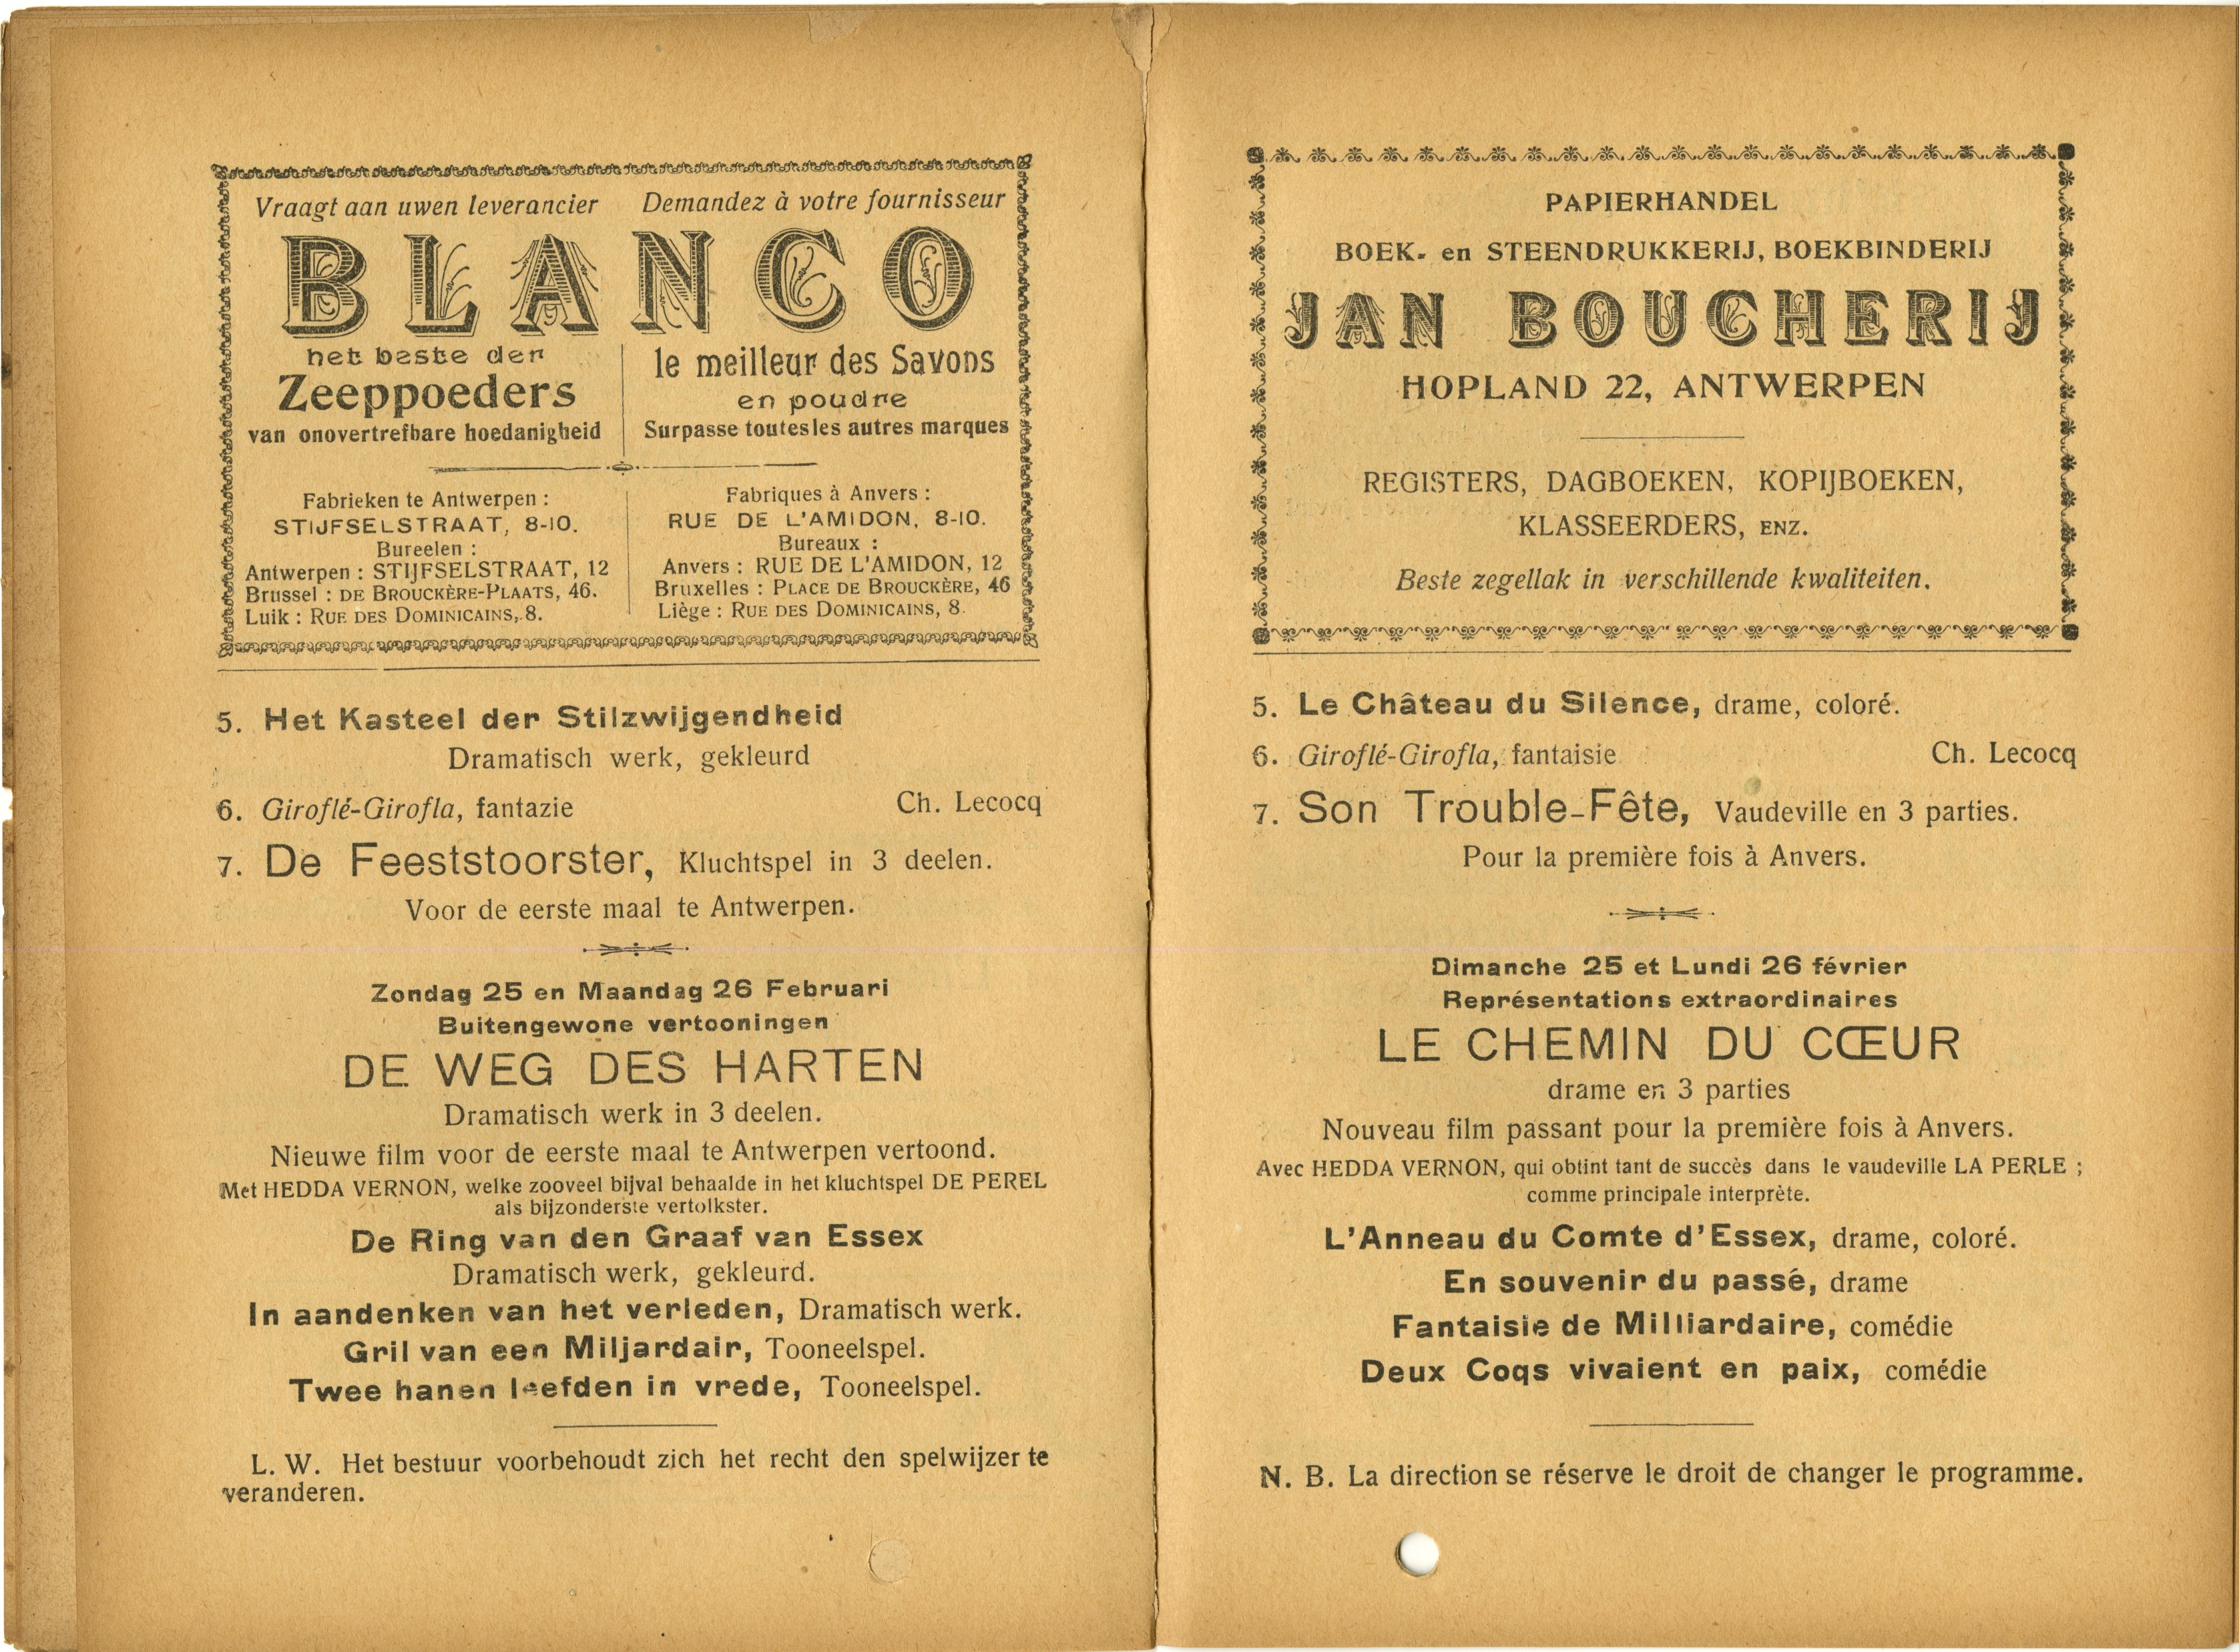 Vraagt aan uwen leverancier Demandez à votre fournisseur
BLANCO
het beste der
Zeeppoeders
van onovertrefbare hoedanigheid
le meilleur des Savons
en poudre
Surpasse toutes les autres marques
Fabrieken te Antwerpen :
STIJFSELSTRAAT, 8-10.
Bureelen :
Antwerpen : STIJFSELSTRAAT, 12
Brussel : DE BROUCKÈRE-PLAATS, 46.
Luik : RUE DES DOMINICAINS, 8.
Fabriques à Anvers :
RUE DE L'AMIDON, 8-10.
Bureaux :
Anvers : RUE DE L'AMIDON, 12
Bruxelles : PLACE DE BROUCKÈRE, 46
Liège : RUE DES DOMINICAINS, 8.
5. Het Kasteel der Stilzwijgendheid
Dramatisch werk, gekleurd
6. Giroflé-Girofla, fantazie Ch. Lecocq
7. De Feeststoorster, Kluchtspel in 3 deelen.
Voor de eerste maal te Antwerpen.
Zondag 25 en Maandag 26 Februari
Buitengewone vertooningen
DE WEG DES HARTEN
Dramatisch werk in 3 deelen.
Nieuwe film voor de eerste maal te Antwerpen vertoond.
Met HEDDA VERNON, welke zooveel bijval behaalde in het kluchtspel DE PEREL
als bijzonderste vertolkster.
De Ring van den Graaf van Essex
Dramatisch werk, gekleurd.
In aandenken van het verleden, Dramatisch werk.
Gril van een Miljardair, Tooneelspel.
Twee hanen leefden in vrede, Tooneelspel.
L. W. Het bestuur voorbehoudt zich het recht den spelwijzer te
veranderen.
PAPIERHANDEL
BOEK- en STEENDRUKKERIJ, BOEKBINDERIJ
JAN BOUCHERIJ
HOPLAND 22, ANTWERPEN
REGISTERS, DAGBOEKEN, KOPIJBOEKEN,
KLASSEERDERS, ENZ.
Beste zegellak in verschillende kwaliteiten.
5. Le Château du Silence, drame, coloré.
6. Giroflé-Girofla, fantaisie Ch. Lecocq
7. Son Trouble-Fête, Vaudeville en 3 parties.
Pour la première fois à Anvers.
Dimanche 25 et Lundi 26 février
Représentations extraordinaires
LE CHEMIN DU CŒUR
drame en 3 parties
Nouveau film passant pour la première fois à Anvers.
Avec HEDDA VERNON, qui obtint tant de succès dans le vaudeville LA PERLE ;
comme principale interprète.
L'Anneau du Comte d'Essex, drame, coloré.
En souvenir du passé, drame
Fantaisie de Milliardaire, comédie
Deux Coqs vivaient en paix, comédie
N. B. La direction se réserve le droit de changer le programme.